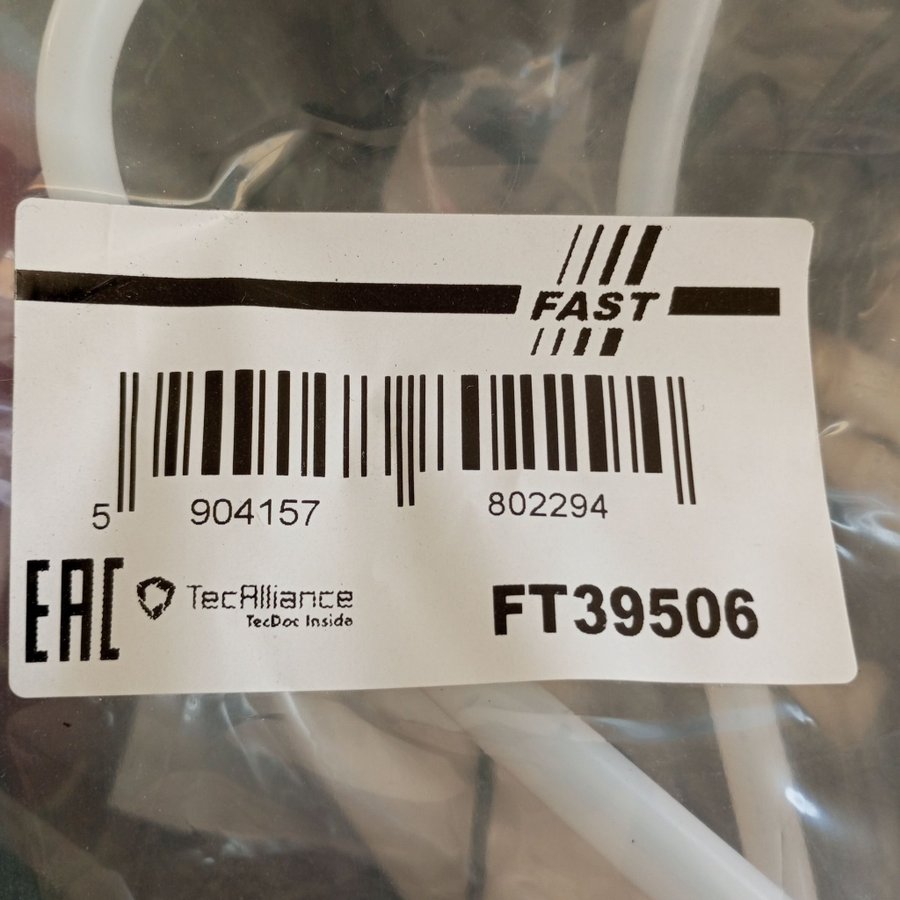 FAST
5 904157 802294
EAC
TecAlliance
TecDoc Inside
FT39506